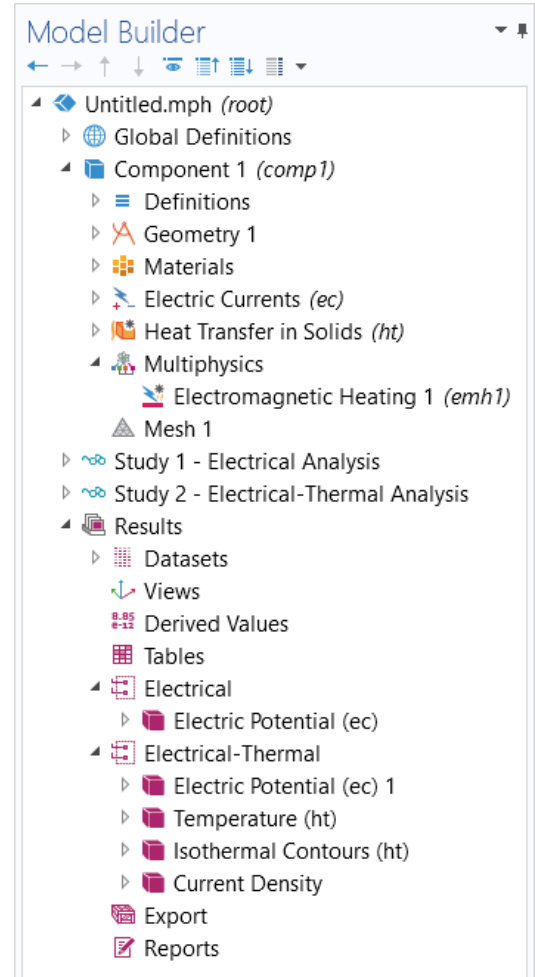 Model Builder
Untitled.mph (root)
Global Definitions
Component 1 (comp1)
Definitions
Geometry 1
Materials
Electric Currents (ec)
Heat Transfer in Solids (ht)
Multiphysics
Electromagnetic Heating 1 (emh1)
Mesh 1
Study 1 - Electrical Analysis
Study 2 - Electrical-Thermal Analysis
Results
Datasets
Views
8.85
e-12
Derived Values
Tables
Electrical
Electric Potential (ec)
Electrical-Thermal
Electric Potential (ec) 1
Temperature (ht)
Isothermal Contours (ht)
Current Density
Export
Reports